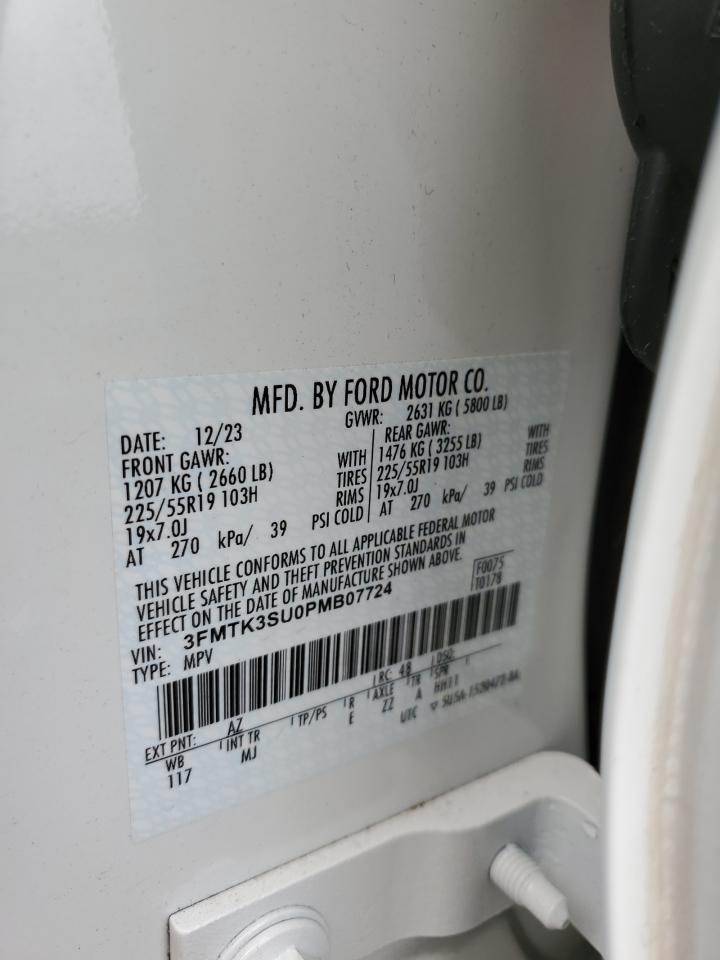 MFD. BY FORD MOTOR CO.
DATE: 12/23 GVWR: 2631 KG ( 5800 LB)
FRONT GAWR: REAR GAWR:
1207 KG ( 2660 LB) WITH 1476 KG ( 3255 LB) WITH
225/55R19 103H TIRES 225/55R19 103H TIRES
19x7.0J RIMS 19x7.0J RIMS
AT 270 kPa/ 39 PSI COLD AT 270 kPa/ 39 PSI COLD
THIS VEHICLE CONFORMS TO ALL APPLICABLE FEDERAL MOTOR
VEHICLE SAFETY AND THEFT PREVENTION STANDARDS IN
EFFECT ON THE DATE OF MANUFACTURE SHOWN ABOVE.
F0075
T0178
VIN: 3FMTK3SU0PMB07724
TYPE: MPV
EXT PNT: AZ RC: 48 DSO:
WB INT TR TP/PS R AXLE TR SPR
117 MJ E ZZ A HH11
UTC